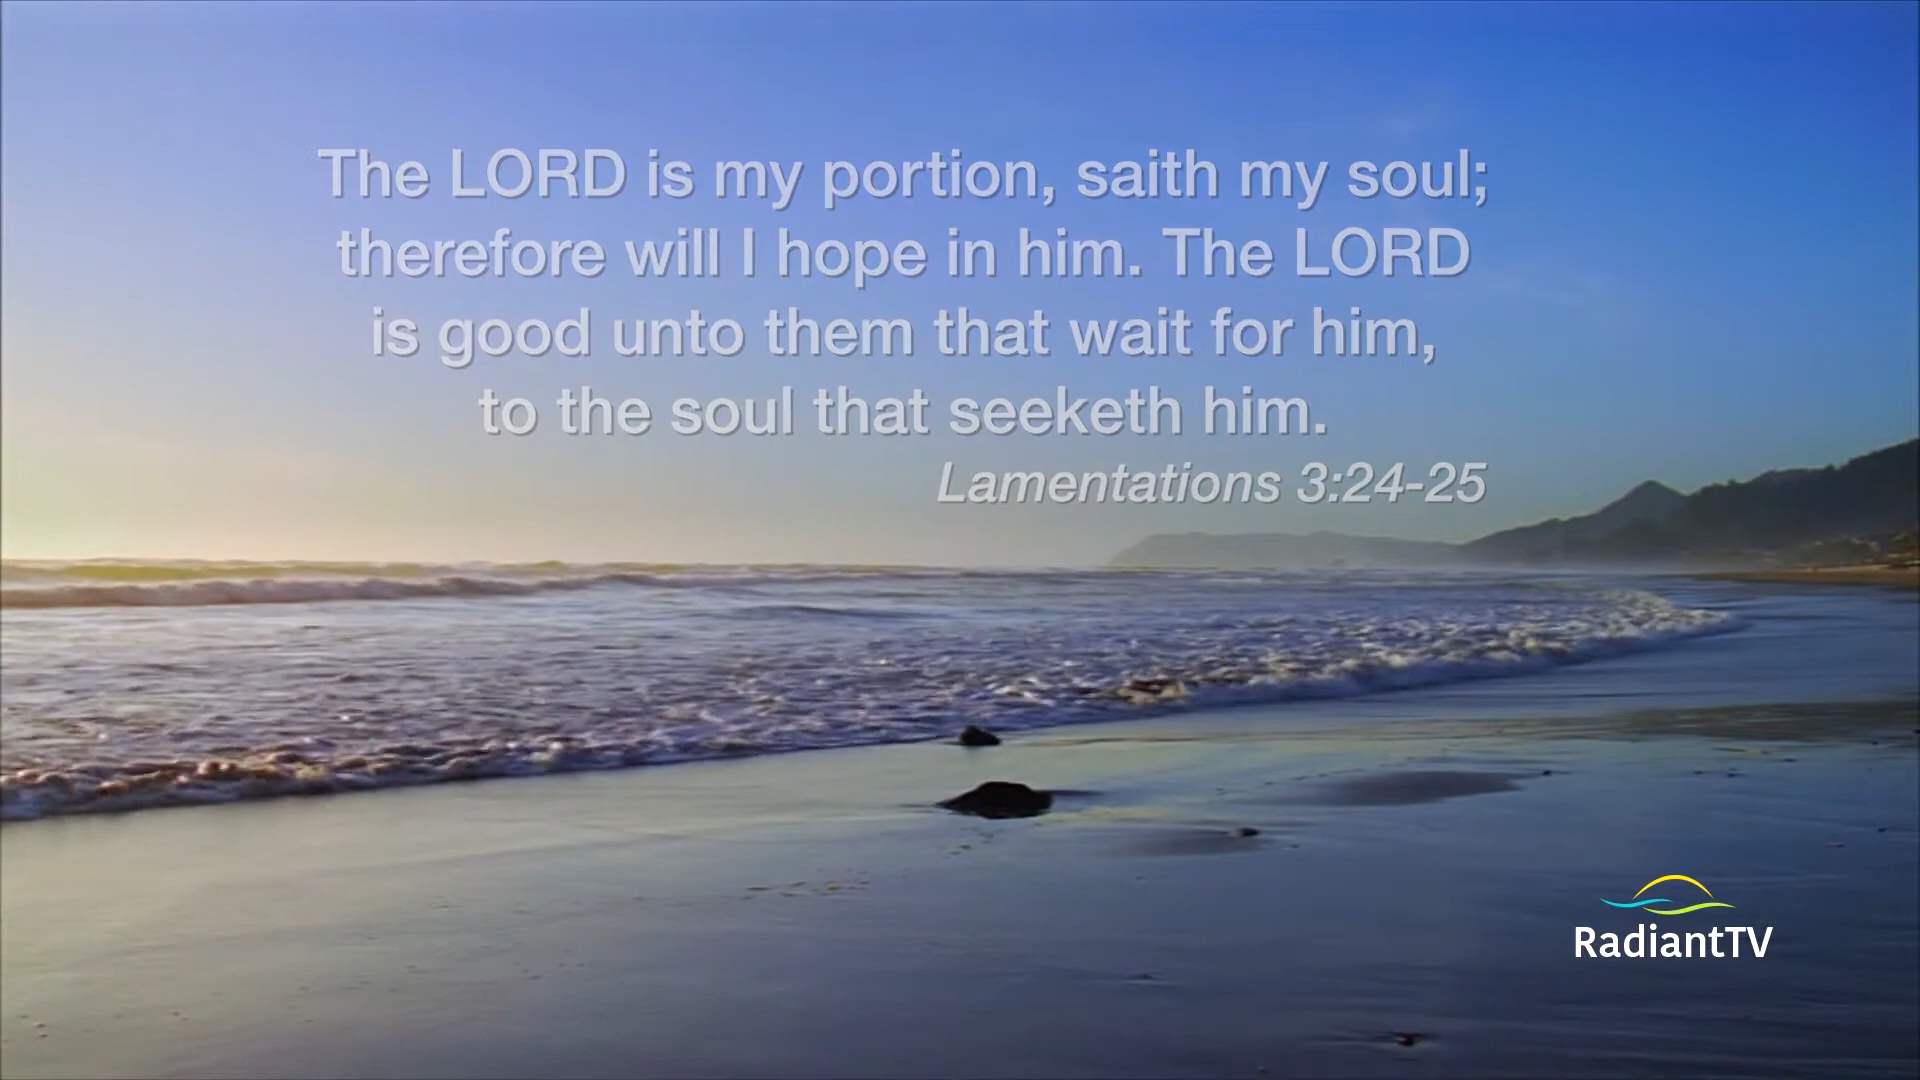 The LORD is my portion, saith my soul;
therefore will I hope in him. The LORD
is good unto them that wait for him,
to the soul that seeketh him.
Lamentations 3:24-25
RadiantTV